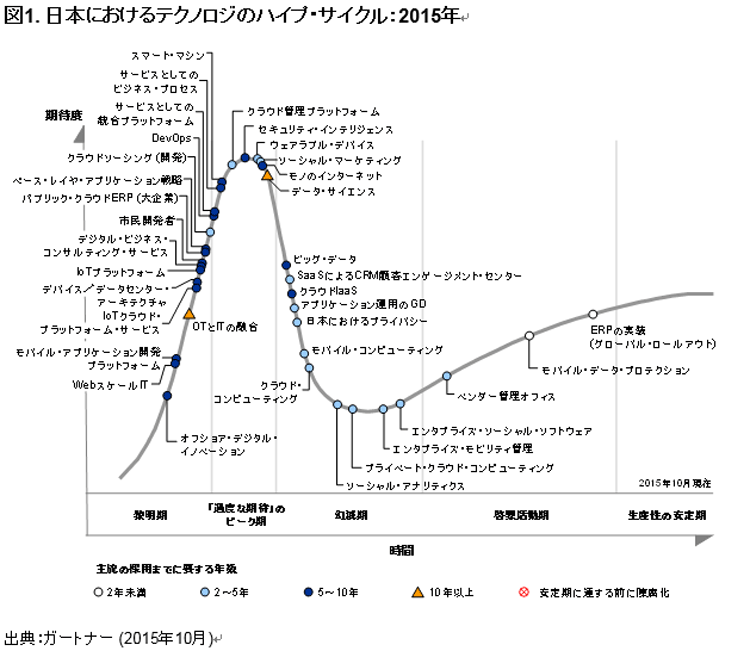 図1. 日本におけるテクノロジのハイプ・サイクル：2015年
期待度
スマート・マシン
サービスとしての
ビジネス・プロセス
サービスとしての
統合プラットフォーム
DevOps
クラウドソーシング (開発)
ペース・レイヤ・アプリケーション戦略
パブリック・クラウドERP (大企業)
市民開発者
デジタル・ビジネス・
コンサルティング・サービス
IoTプラットフォーム
デバイス／データセンター・
アーキテクチャ
IoTクラウド・
プラットフォーム・サービス
OTとITの融合
モバイル・アプリケーション開発
プラットフォーム
WebスケールIT
オフショア・デジタル・
イノベーション
クラウド管理プラットフォーム
セキュリティ・インテリジェンス
ウェアラブル・デバイス
ソーシャル・マーケティング
モノのインターネット
データ・サイエンス
ビッグ・データ
SaaSによるCRM顧客エンゲージメント・センター
クラウドIaaS
アプリケーション運用のGD
日本におけるプライバシー
モバイル・コンピューティング
クラウド・
コンピューティング
ソーシャル・アナリティクス
プライベート・クラウド・コンピューティング
エンタプライズ・モビリティ管理
エンタプライズ・ソーシャル・ソフトウェア
ベンダー管理オフィス
モバイル・データ・プロテクション
ERPの実装
(グローバル・ロールアウト)
2015年10月現在
黎明期
「過度な期待」の
ピーク期
幻滅期
啓蒙活動期
生産性の安定期
時間
主流の採用までに要する年数
2年未満
2～5年
5～10年
10年以上
安定期に達する前に陳腐化
出典：ガートナー (2015年10月)